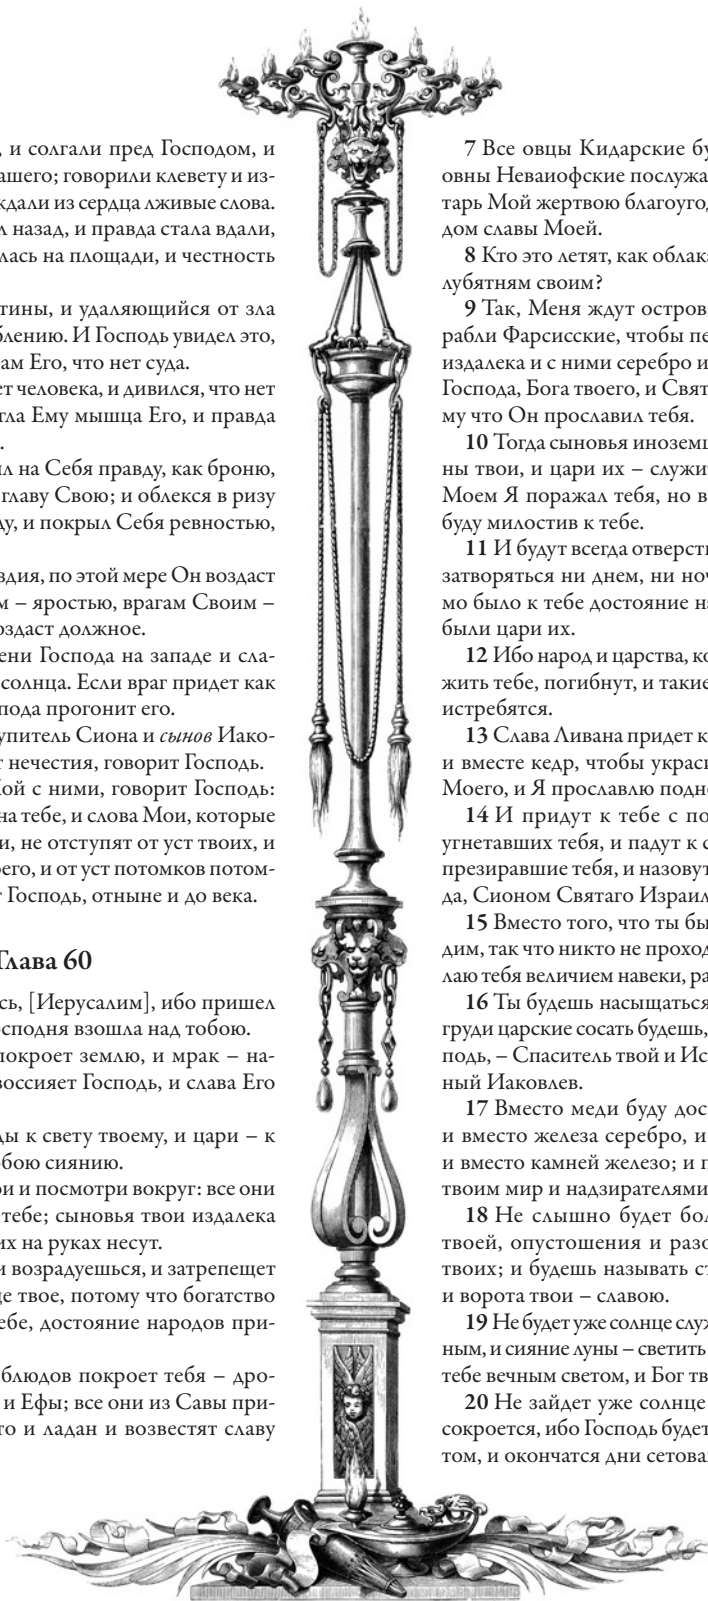 , и солгали пред Господом, и
ашего; говорили клевету и из-
ждали из сердца лживые слова.
л назад, и правда стала вдали,
лась на площади, и честность
тины, и удаляющийся от зла
блению. И Господь увидел это,
ам Его, что нет суда.
ет человека, и дивился, что нет
гла Ему мышца Его, и правда
.
ил на Себя правду, как броню,
главу Свою; и облекся в ризу
ду, и покрыл Себя ревностью,
здия, по этой мере Он воздаст
м – яростью, врагам Своим –
оздаст должное.
ени Господа на западе и сла-
солнца. Если враг придет как
пода прогонит его.
упитель Сиона и сынов Иако-
т нечестия, говорит Господь.
Мой с ними, говорит Господь:
на тебе, и слова Мои, которые
и, не отступят от уст твоих, и
оего, и от уст потомков потом-
т Господь, отныне и до века.
Глава 60
сь, [Иерусалим], ибо пришел
осподня взошла над тобою.
покроет землю, и мрак – на-
воссияет Господь, и слава Его
ды к свету твоему, и цари – к
обою сиянию.
ои и посмотри вокруг: все они
тебе; сыновья твои издалека
их на руках несут.
и возрадуешься, и затрепещет
це твое, потому что богатство
ебе, достояние народов при-
блюдов покроет тебя – дро-
и Ефы; все они из Савы при-
то и ладан и возвестят славу
7 Все овцы Кидарские бу
овны Неваиофские послужа
тарь Мой жертвою благоугод
дом славы Моей.
8 Кто это летят, как облака
лубятням своим?
9 Так, Меня ждут острова
рабли Фарсисские, чтобы пе
издалека и с ними серебро и
Господа, Бога твоего, и Свят
му что Он прославил тебя.
10 Тогда сыновья иноземц
ны твои, и цари их – служит
Моем Я поражал тебя, но в
буду милостив к тебе.
11 И будут всегда отверсты
затворяться ни днем, ни ноч
мо было к тебе достояние на
были цари их.
12 Ибо народ и царства, ко
жить тебе, погибнут, и такие
истребятся.
13 Слава Ливана придет к
и вместе кедр, чтобы украси
Моего, и Я прославлю подно
14 И придут к тебе с по
угнетавших тебя, и падут к с
презиравшие тебя, и назовут
да, Сионом Святаго Израил
15 Вместо того, что ты бы
дим, так что никто не проход
лаю тебя величием навеки, ра
16 Ты будешь насыщаться
груди царские сосать будешь,
подь, – Спаситель твой и Ис
ный Иаковлев.
17 Вместо меди буду дос
и вместо железа серебро, и
и вместо камней железо; и п
твоим мир и надзирателями
18 Не слышно будет бол
твоей, опустошения и разо
твоих; и будешь называть ст
и ворота твои – славою.
19 Не будет уже солнце служ
ным, и сияние луны – светить
тебе вечным светом, и Бог тв
20 Не зайдет уже солнце
сокроется, ибо Господь будет
том, и окончатся дни сетова